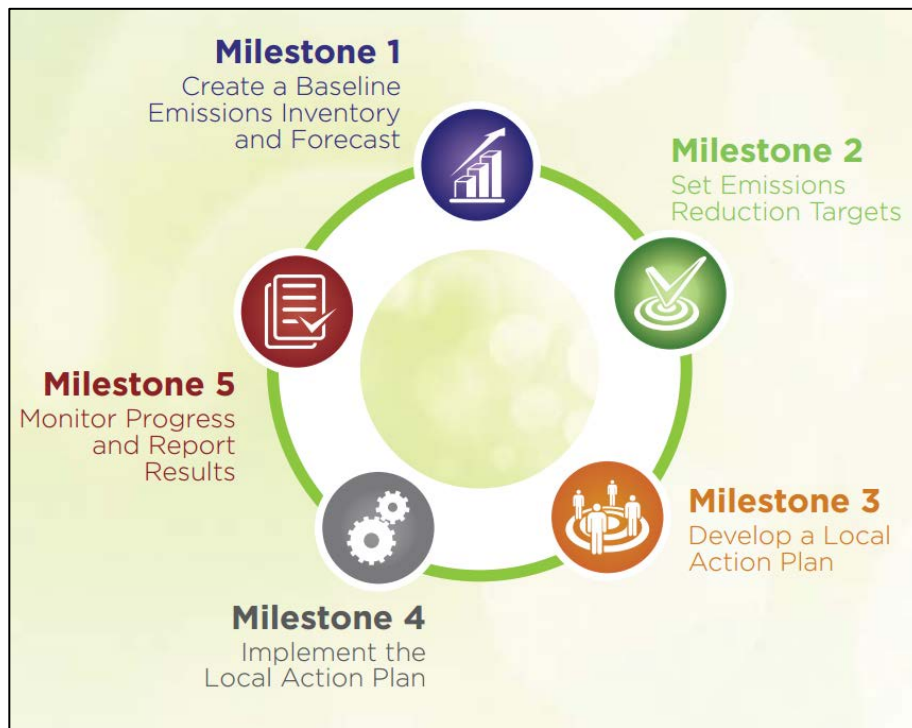 Milestone 1
Create a Baseline
Emissions Inventory
and Forecast
Milestone 2
Set Emissions
Reduction Targets
Milestone 3
Develop a Local
Action Plan
Milestone 4
Implement the
Local Action Plan
Milestone 5
Monitor Progress
and Report
Results